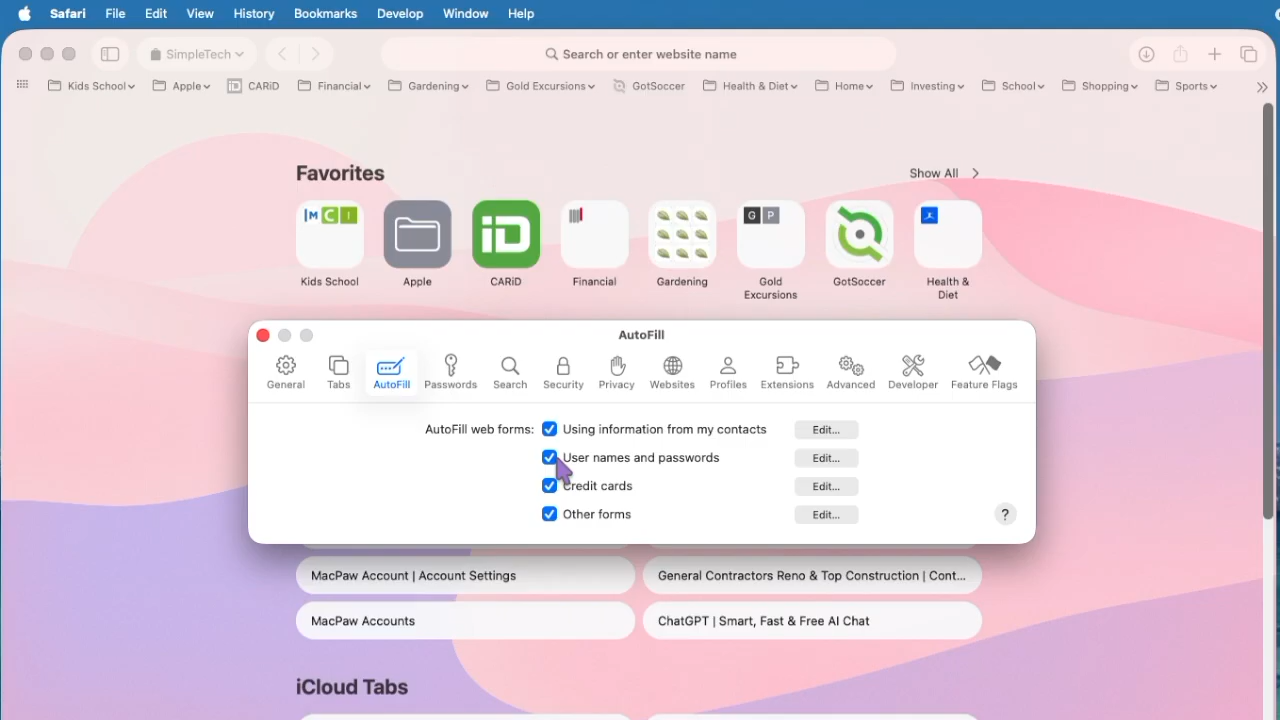 Safari File Edit View History Bookmarks Develop Window Help
SimpleTech Search or enter website name
Kids School Apple CARiD Financial Gardening Gold Excursions GotSoccer Health & Diet Home Investing School Shopping Sports
Favorites
Show All
M C I
iD
G P
Kids School Apple CARiD Financial Gardening Gold Excursions GotSoccer Health & Diet
AutoFill
General Tabs AutoFill Passwords Search Security Privacy Websites Profiles Extensions Advanced Developer Feature Flags
AutoFill web forms: Using information from my contacts Edit...
User names and passwords Edit...
Credit cards Edit...
Other forms Edit...
?
MacPaw Account | Account Settings General Contractors Reno & Top Construction | Cont...
MacPaw Accounts ChatGPT | Smart, Fast & Free AI Chat
iCloud Tabs